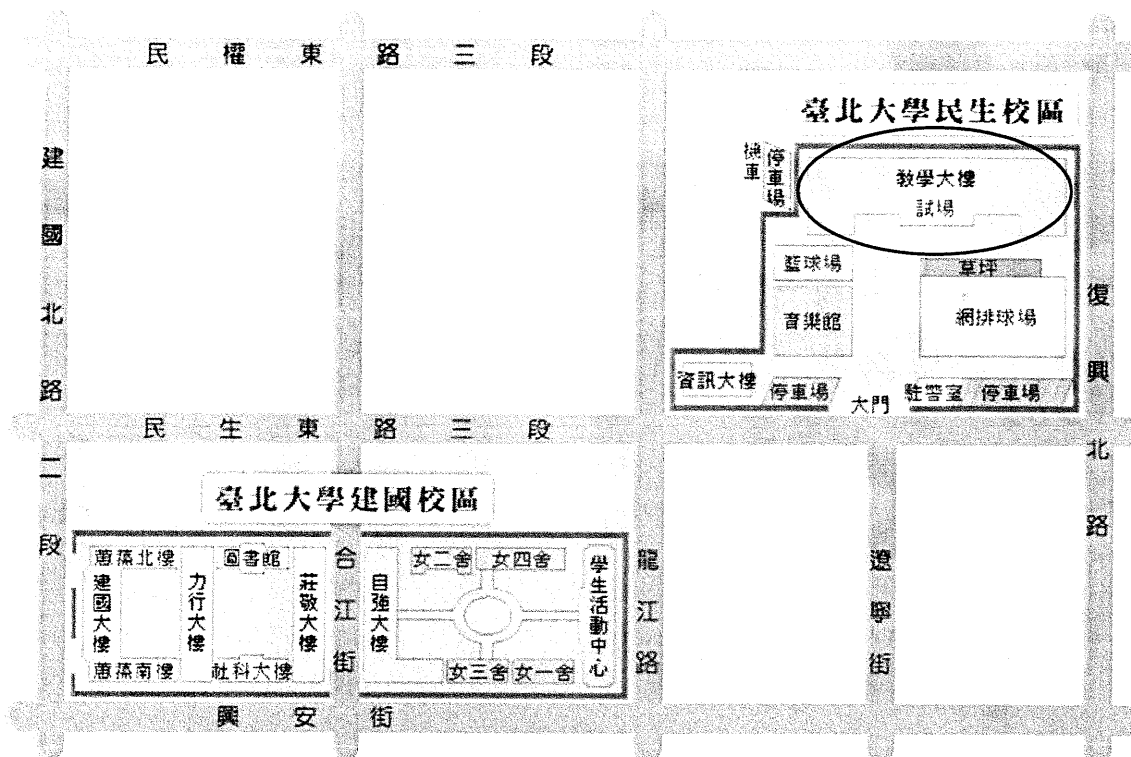 民權東路三段
臺北大學民生校區
機車
停車場
教學大樓
試場
籃球場
草坪
音樂館
網排球場
資訊大樓
停車場
大門
駐警室
停車場
建國北路二段
復興北路
民生東路三段
臺北大學建國校區
蕙蓀北樓
圖書館
建國大樓
力行大樓
莊敬大樓
蕙蓀南樓
社科大樓
合江街
自強大樓
女二舍
女四舍
學生活動中心
女三舍
女一舍
龍江路
遼寧街
興安街